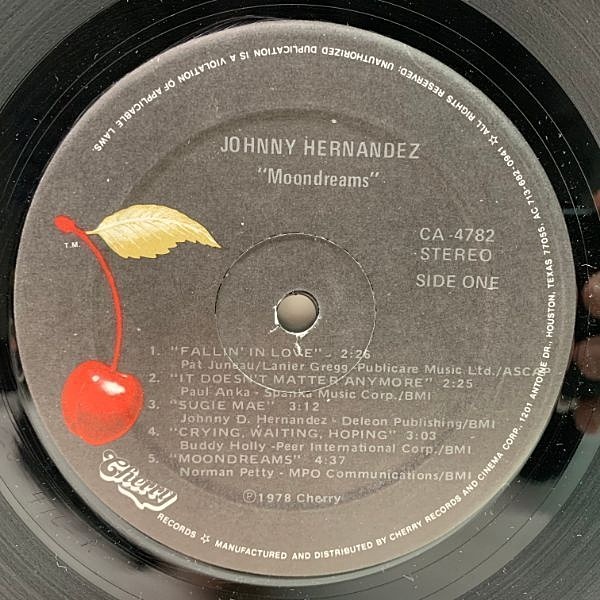 JOHNNY HERNANDEZ
"Moondreams"
CA-4782
STEREO
SIDE ONE
T.M.
1. "FALLIN' IN LOVE" - 2:26
Pat Juneau/Lanier Gregg - Publicare Music Ltd./ASCAP
2. "IT DOESN'T MATTER ANYMORE" 2:25
Paul Anka - Spanka Music Corp./BMI
3. "SUGIE MAE" 3:12
Johnny D. Hernandez - Deleon Publishing/BMI
4. "CRYING, WAITING, HOPING" 3:03
Buddy Holly - Peer International Corp./BMI
5. "MOONDREAMS" 4:37
Norman Petty - MPO Communications/BMI
℗ 1978 Cherry
Cherry
RECORDS ☆ MANUFACTURED AND DISTRIBUTED BY CHERRY RECORDS AND CINEMA CORP., 1201 ANTOINE DR., HOUSTON, TEXAS 77055, AC 713-682-0941 ☆ ALL RIGHTS RESERVED, UNAUTHORIZED DUPLICATION IS A VIOLATION OF APPLICABLE LAWS.